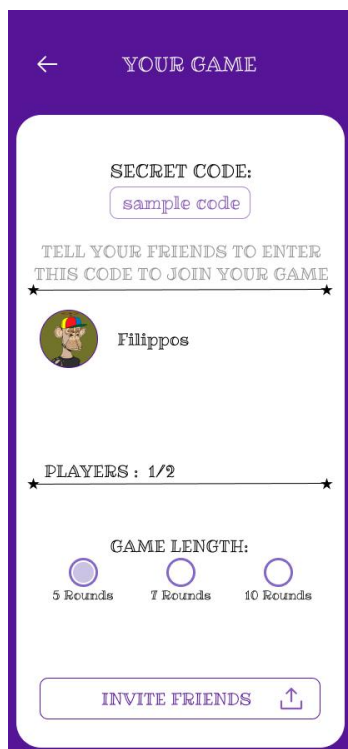 YOUR GAME
SECRET CODE:
sample code
TELL YOUR FRIENDS TO ENTER
THIS CODE TO JOIN YOUR GAME
Filippos
PLAYERS : 1/2
GAME LENGTH:
5 Rounds 7 Rounds 10 Rounds
INVITE FRIENDS